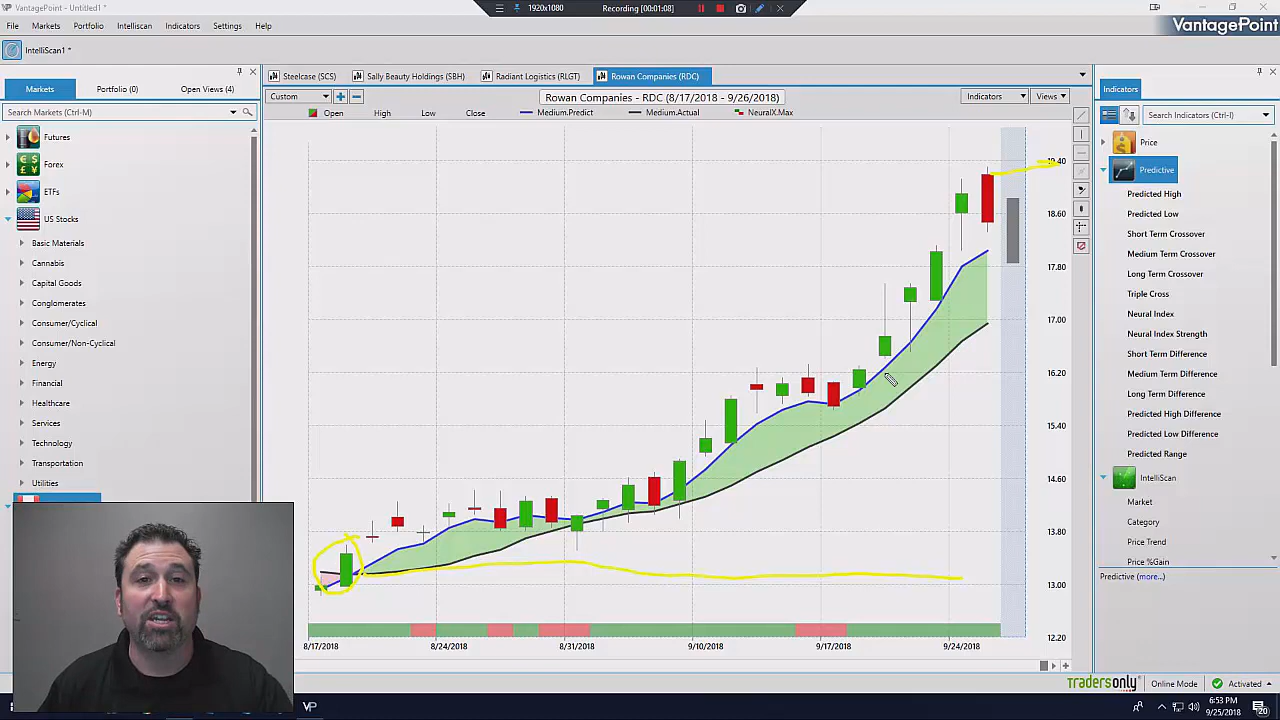 VantagePoint - Untitled1 *
1920x1080
Recording [00:01:08]
File Markets Portfolio Intelliscan Indicators Settings Help
VantagePoint
IntelliScan1 *
Markets Portfolio (0) Open Views (4)
Search Markets (Ctrl-M)
Futures
Forex
ETFs
US Stocks
Basic Materials
Cannabis
Capital Goods
Conglomerates
Consumer/Cyclical
Consumer/Non-Cyclical
Energy
Financial
Healthcare
Services
Technology
Transportation
Utilities
Steelcase (SCS) Sally Beauty Holdings (SBH) Radiant Logistics (RLGT) Rowan Companies (RDC)
Custom
Rowan Companies - RDC (8/17/2018 - 9/26/2018)
Indicators Views
Open High Low Close Medium.Predict Medium.Actual NeuralX.Max
19.40
18.60
17.80
17.00
16.20
15.40
14.60
13.80
13.00
12.20
8/17/2018 8/24/2018 8/31/2018 9/10/2018 9/17/2018 9/24/2018
Indicators
Search Indicators (Ctrl-I)
Price
Predictive
Predicted High
Predicted Low
Short Term Crossover
Medium Term Crossover
Long Term Crossover
Triple Cross
Neural Index
Neural Index Strength
Short Term Difference
Medium Term Difference
Long Term Difference
Predicted High Difference
Predicted Low Difference
Predicted Range
IntelliScan
Market
Category
Price Trend
Price %Gain
Predictive (more...)
tradersonly
Online Mode
Activated
VP
6:53 PM
9/25/2018
20